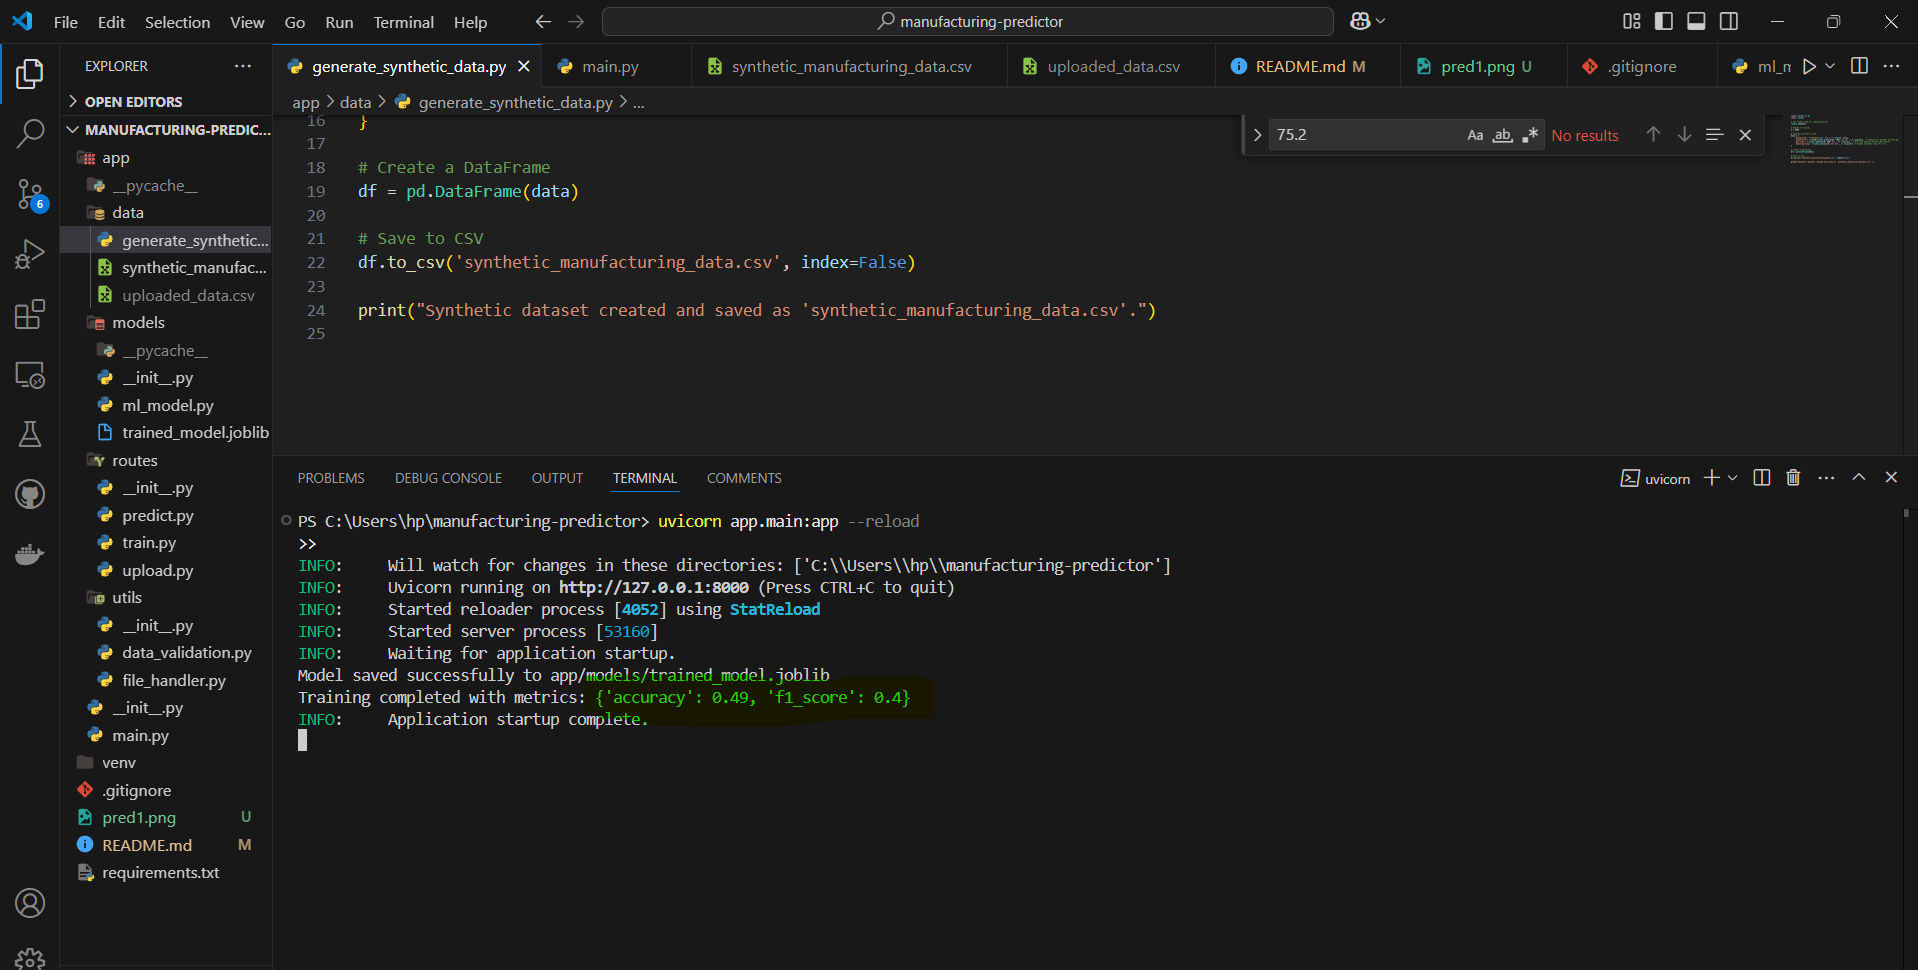 File Edit Selection View Go Run Terminal Help manufacturing-predictor
EXPLORER
OPEN EDITORS
MANUFACTURING-PREDIC...
app
__pycache__
data
generate_synthetic...
synthetic_manufac...
uploaded_data.csv
models
__pycache__
__init__.py
ml_model.py
trained_model.joblib
routes
__init__.py
predict.py
train.py
upload.py
utils
__init__.py
data_validation.py
file_handler.py
__init__.py
main.py
venv
.gitignore
pred1.png U
README.md M
requirements.txt
6
generate_synthetic_data.py main.py synthetic_manufacturing_data.csv uploaded_data.csv README.md M pred1.png U .gitignore ml_m
app > data > generate_synthetic_data.py > ...
75.2 Aa ab No results
16 }
17
18 # Create a DataFrame
19 df = pd.DataFrame(data)
20
21 # Save to CSV
22 df.to_csv('synthetic_manufacturing_data.csv', index=False)
23
24 print("Synthetic dataset created and saved as 'synthetic_manufacturing_data.csv'.")
25
PROBLEMS DEBUG CONSOLE OUTPUT TERMINAL COMMENTS uvicorn
PS C:\Users\hp\manufacturing-predictor> uvicorn app.main:app --reload
>>
INFO: Will watch for changes in these directories: ['C:\\Users\\hp\\manufacturing-predictor']
INFO: Uvicorn running on http://127.0.0.1:8000 (Press CTRL+C to quit)
INFO: Started reloader process [4052] using StatReload
INFO: Started server process [53160]
INFO: Waiting for application startup.
Model saved successfully to app/models/trained_model.joblib
Training completed with metrics: {'accuracy': 0.49, 'f1_score': 0.4}
INFO: Application startup complete.